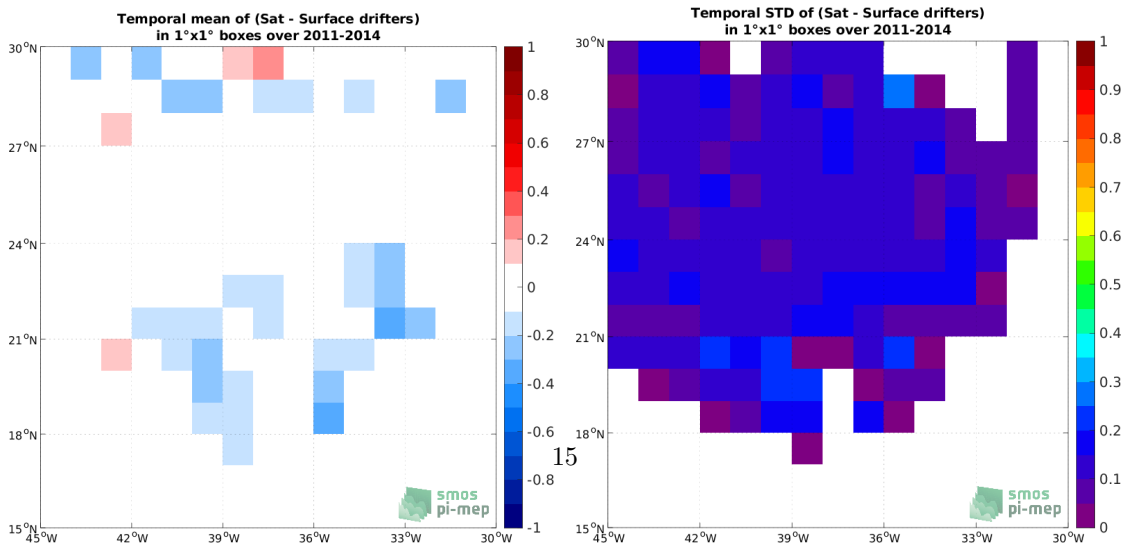 Temporal mean of (Sat - Surface drifters)
in 1°x1° boxes over 2011-2014
30°N
27°N
24°N
21°N
18°N
15°N
45°W
42°W
39°W
36°W
33°W
30°W
1
0.8
0.6
0.4
0.2
0
-0.2
-0.4
-0.6
-0.8
-1
smos
pi-mep
15
Temporal STD of (Sat - Surface drifters)
in 1°x1° boxes over 2011-2014
30°N
27°N
24°N
21°N
18°N
15°N
45°W
42°W
39°W
36°W
33°W
30°W
1
0.9
0.8
0.7
0.6
0.5
0.4
0.3
0.2
0.1
0
smos
pi-mep